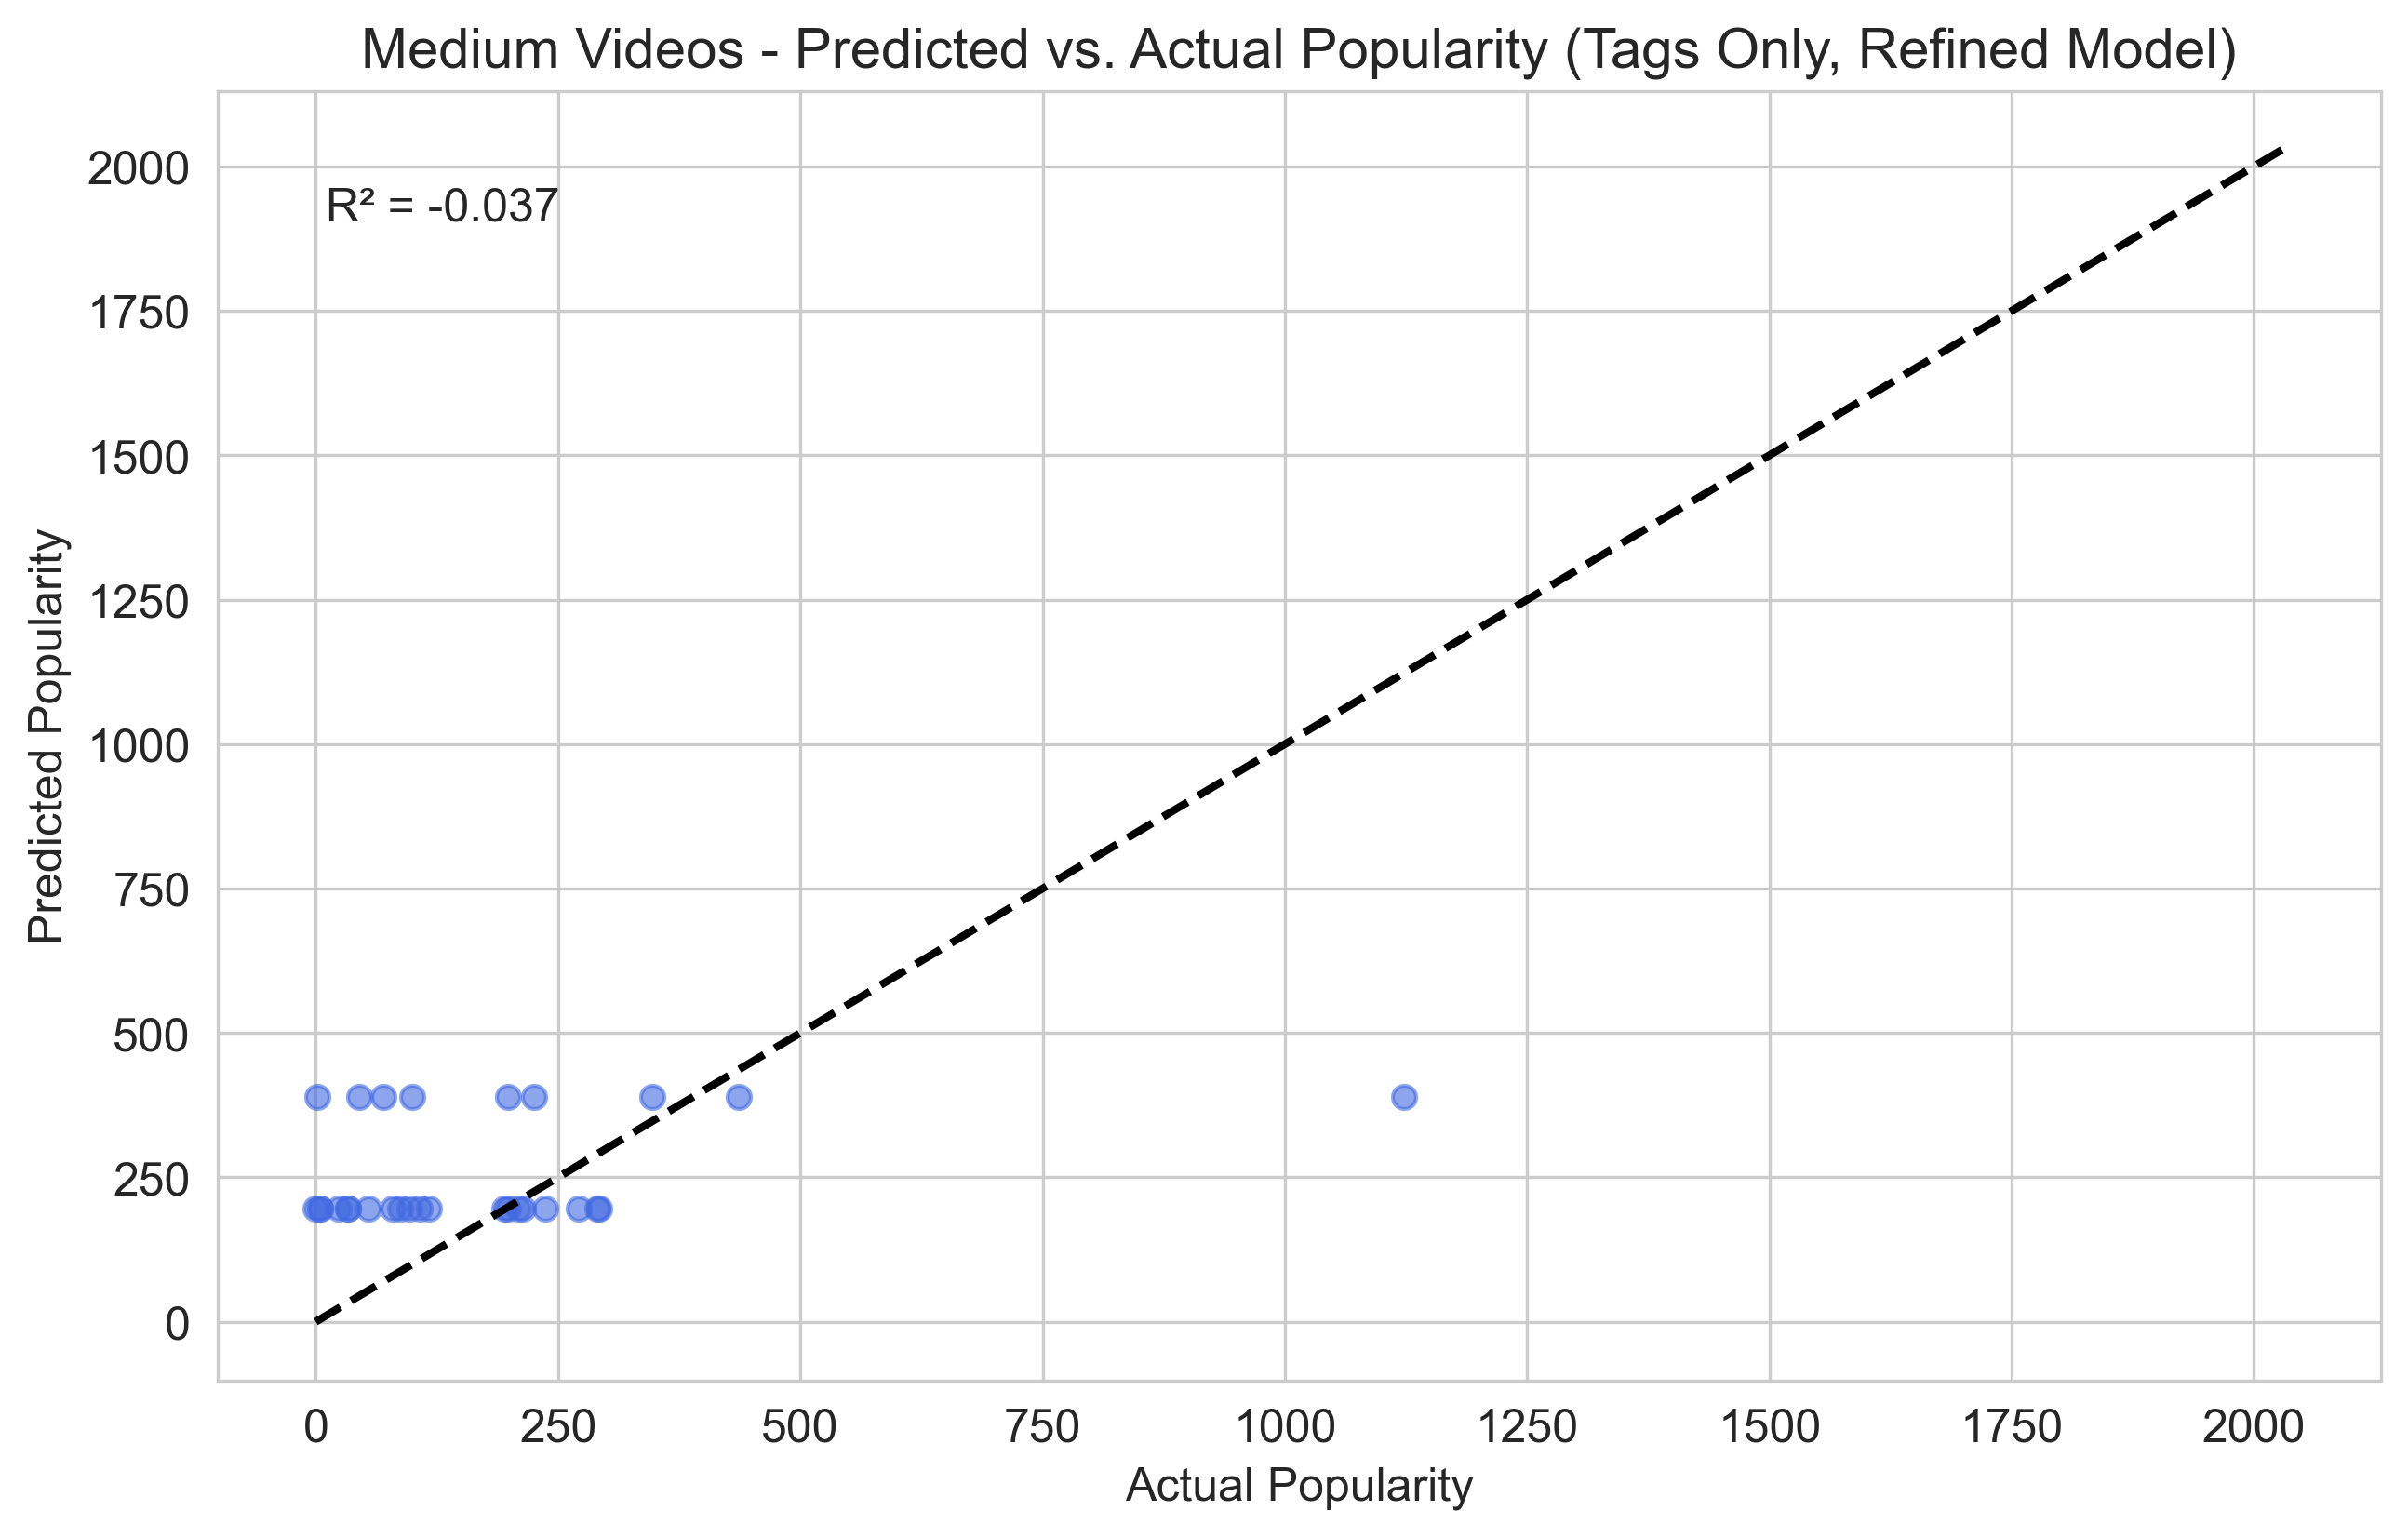 Medium Videos - Predicted vs. Actual Popularity (Tags Only, Refined Model)
R² = -0.037
Predicted Popularity
2000
1750
1500
1250
1000
750
500
250
0
0 250 500 750 1000 1250 1500 1750 2000
Actual Popularity